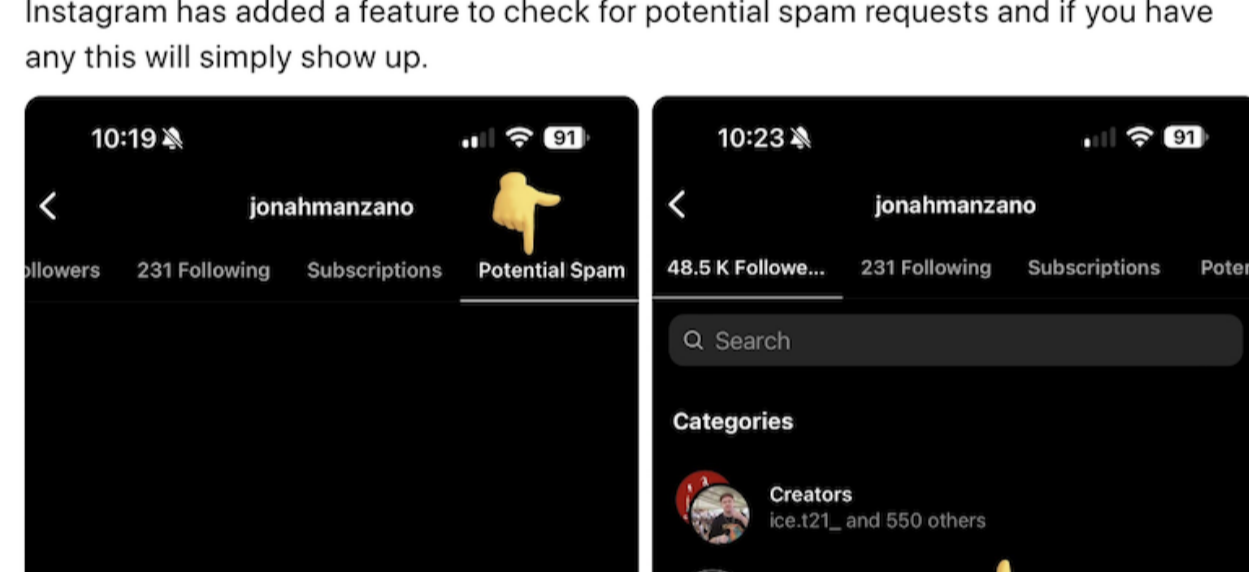 Instagram has added a feature to check for potential spam requests and if you have
any this will simply show up.
10:19
91
jonahmanzano
ollowers 231 Following Subscriptions Potential Spam
10:23
91
jonahmanzano
48.5 K Followe... 231 Following Subscriptions Poter
Search
Categories
Creators
ice.t21_ and 550 others